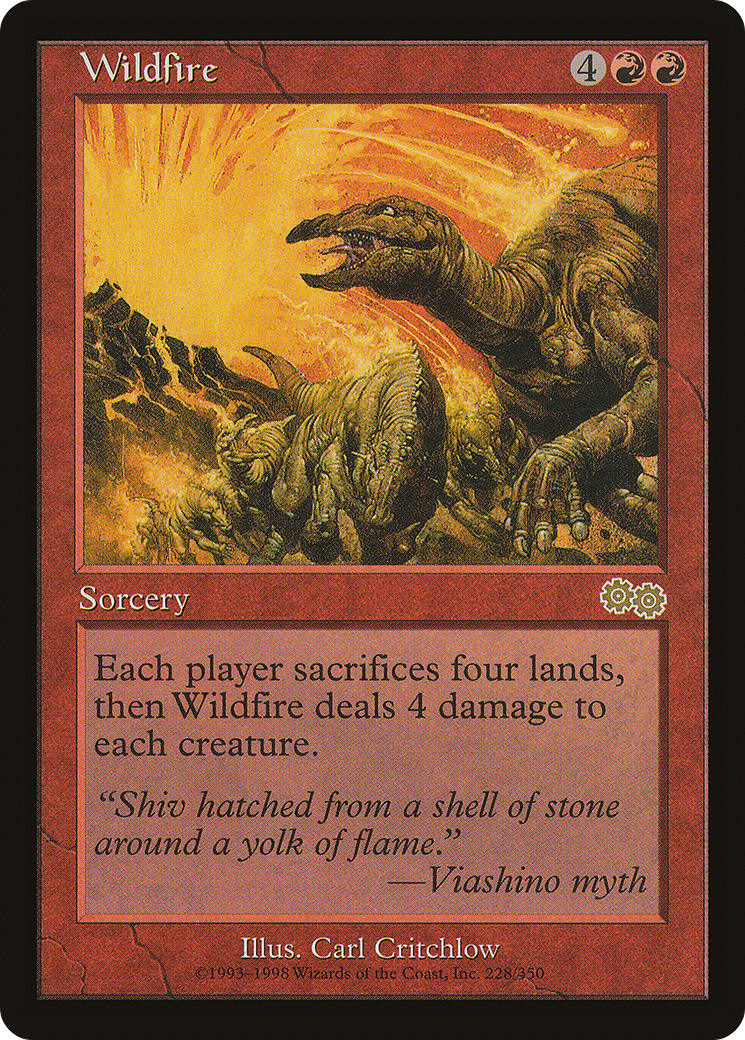 Wildfire
4
Sorcery
Each player sacrifices four lands,
then Wildfire deals 4 damage to
each creature.
“Shiv hatched from a shell of stone
around a yolk of flame.”
—Viashino myth
Illus. Carl Critchlow
©1993–1998 Wizards of the Coast, Inc. 228/350